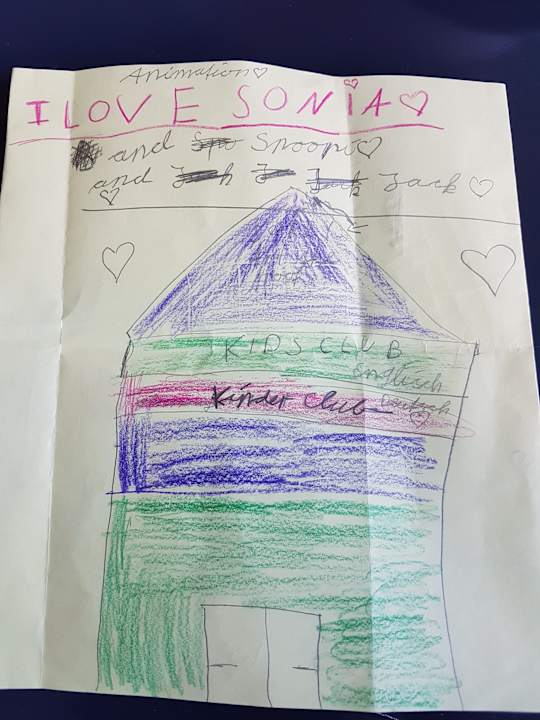 Animation♡
I LOVE SONIA♡
and Snoopy♡
and Jack ♡
KIDS CLUB
Englisch
Kinder Club
Deutsch